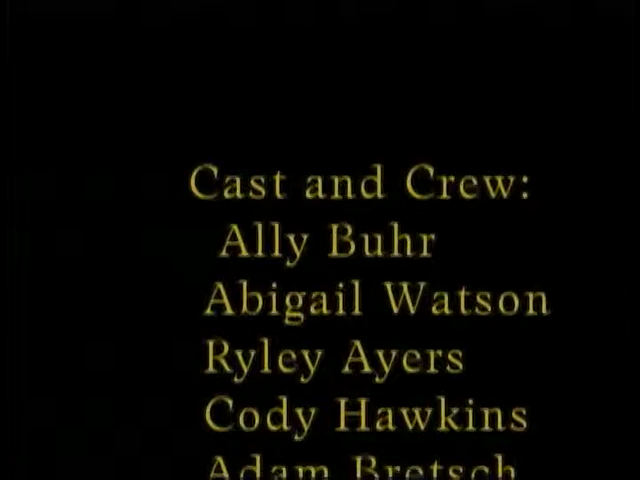 Cast and Crew:
Ally Buhr
Abigail Watson
Ryley Ayers
Cody Hawkins
Adam Bretsch